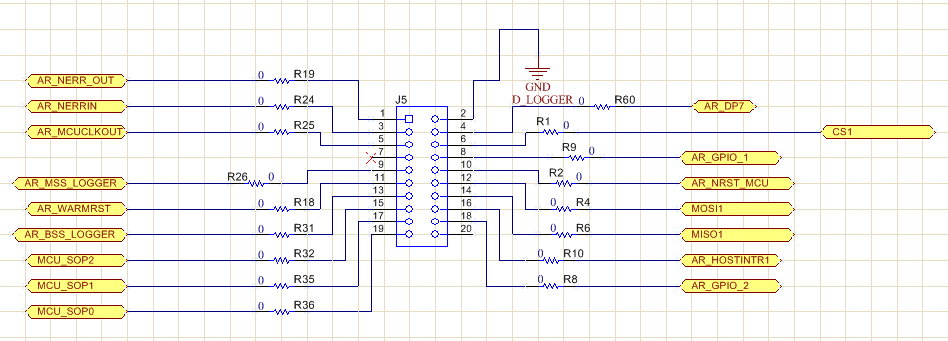 AR_NERR_OUT 0 R19
GND
D_LOGGER 0 R60 AR_DP7
AR_NERRIN 0 R24 J5
1 2
AR_MCUCLKOUT 0 R25 3 4 R1 0 CS1
5 6
7 8 R9 0 AR_GPIO_1
9 10
AR_MSS_LOGGER R26 0 11 12 R2 0 AR_NRST_MCU
13 14
AR_WARMRST 0 R18 15 16 0 R4 MOSI1
17 18
AR_BSS_LOGGER 0 R31 19 20 0 R6 MISO1
MCU_SOP2 0 R32 0 R10 AR_HOSTINTR1
MCU_SOP1 0 R35 0 R8 AR_GPIO_2
MCU_SOP0 0 R36